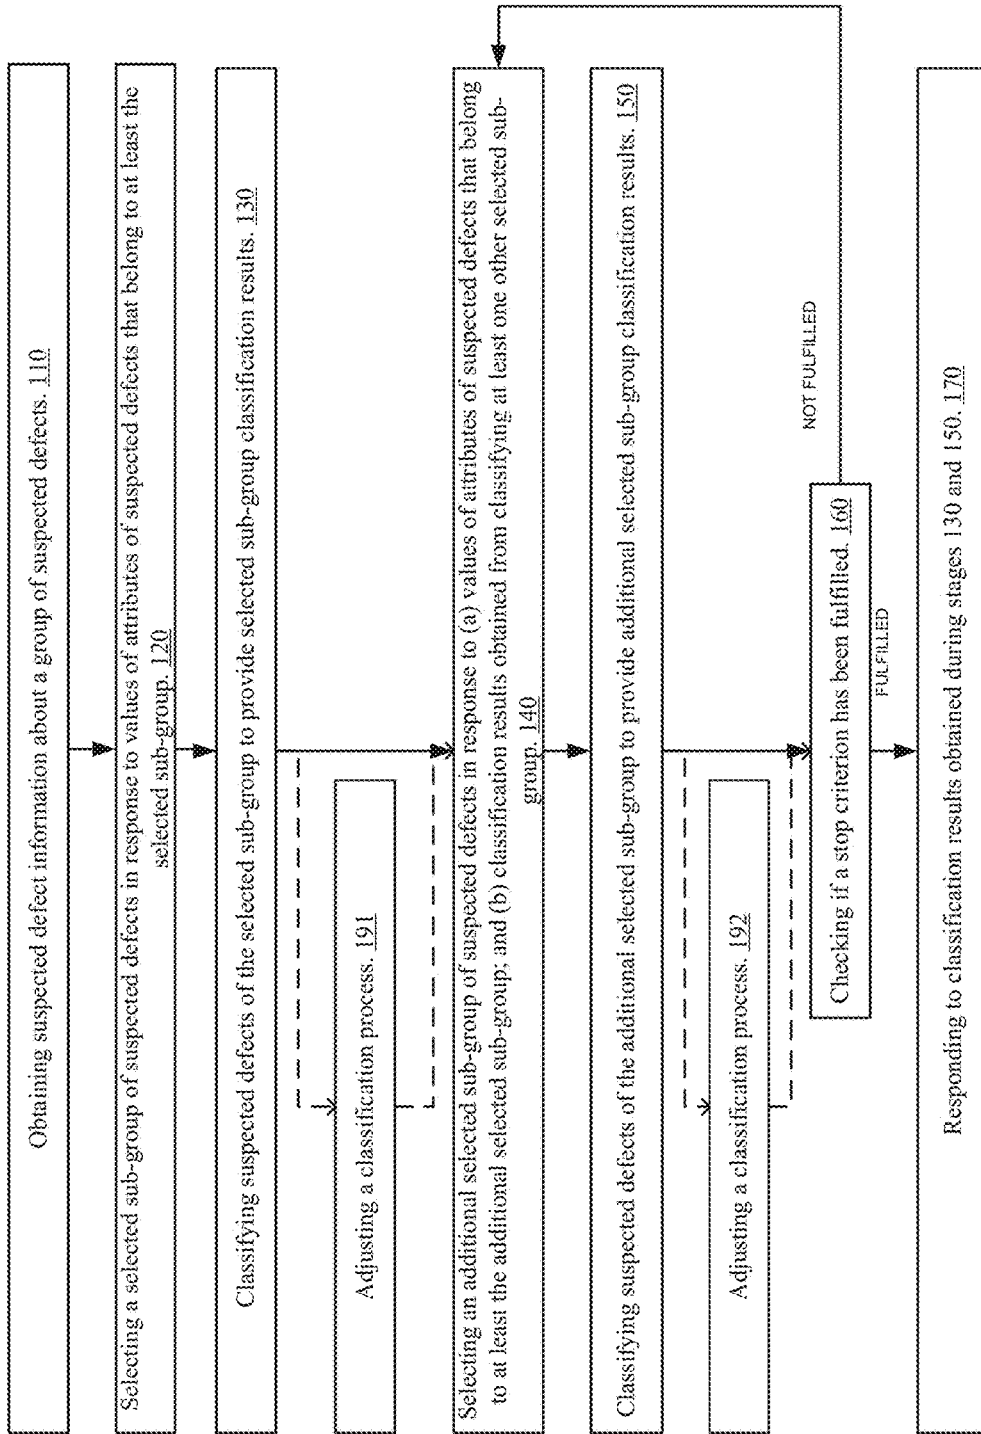 Obtaining suspected defect information about a group of suspected defects. 110
Selecting a selected sub-group of suspected defects in response to values of attributes of suspected defects that belong to at least the
selected sub-group. 120
Classifying suspected defects of the selected sub-group to provide selected sub-group classification results. 130
Adjusting a classification process. 191
Selecting an additional selected sub-group of suspected defects in response to (a) values of attributes of suspected defects that belong
to at least the additional selected sub-group; and (b) classification results obtained from classifying at least one other selected sub-
group. 140
Classifying suspected defects of the additional selected sub-group to provide additional selected sub-group classification results. 150
Adjusting a classification process. 192
Checking if a stop criterion has been fulfilled. 160
NOT FULFILLED
FULFILLED
Responding to classification results obtained during stages 130 and 150. 170